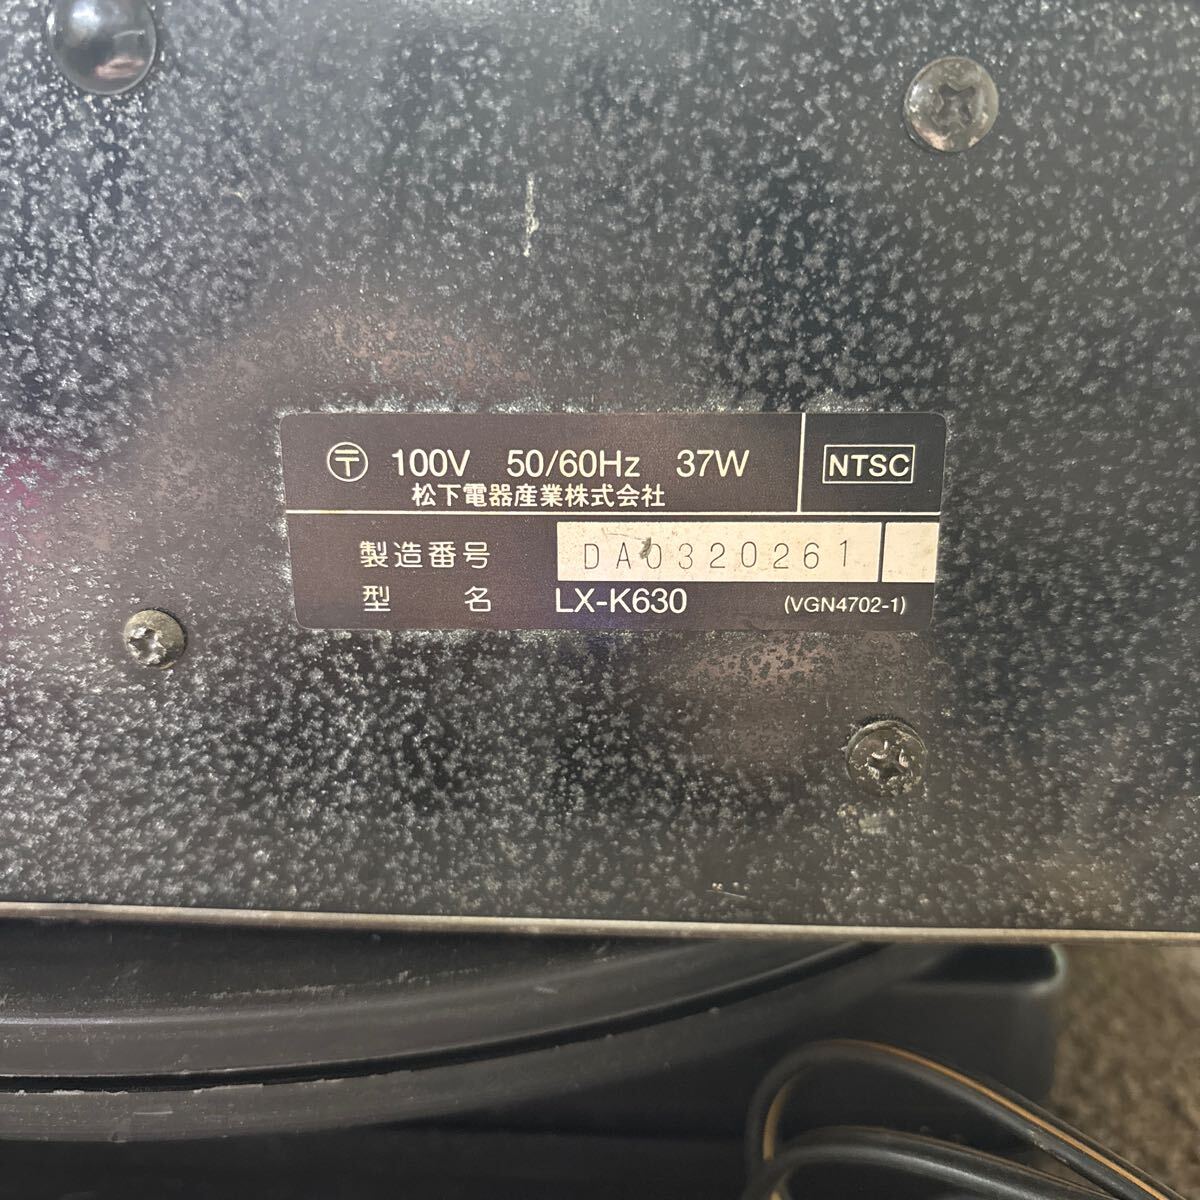 〒 100V 50/60Hz 37W
松下電器産業株式会社
NTSC
製造番号 DA0320261
型名 LX-K630 (VGN4702-1)